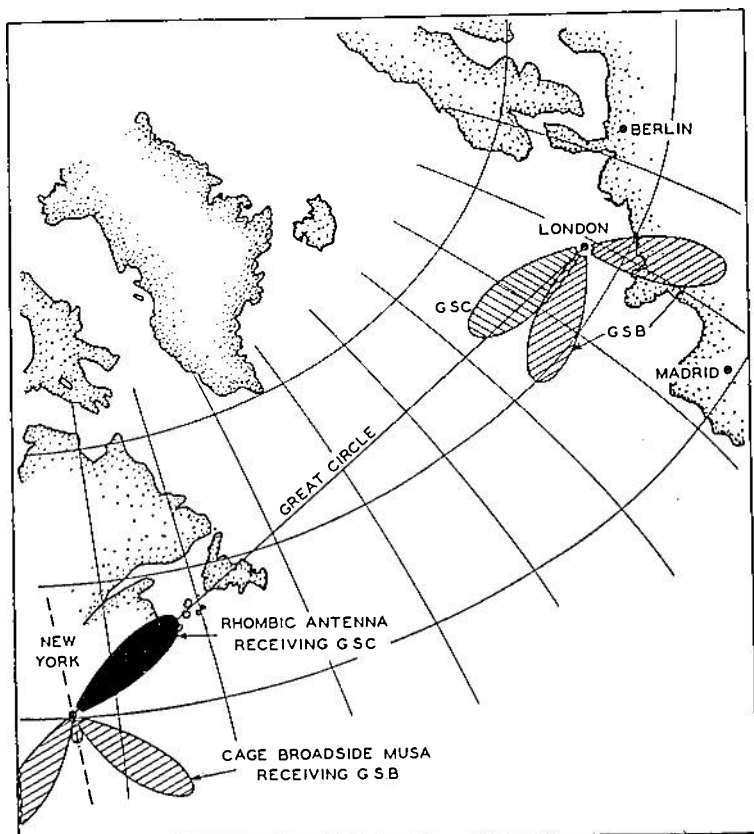 BERLIN
LONDON
GSC
GSB
MADRID
GREAT CIRCLE
NEW
YORK
RHOMBIC ANTENNA
RECEIVING GSC
CAGE BROADSIDE MUSA
RECEIVING GSB